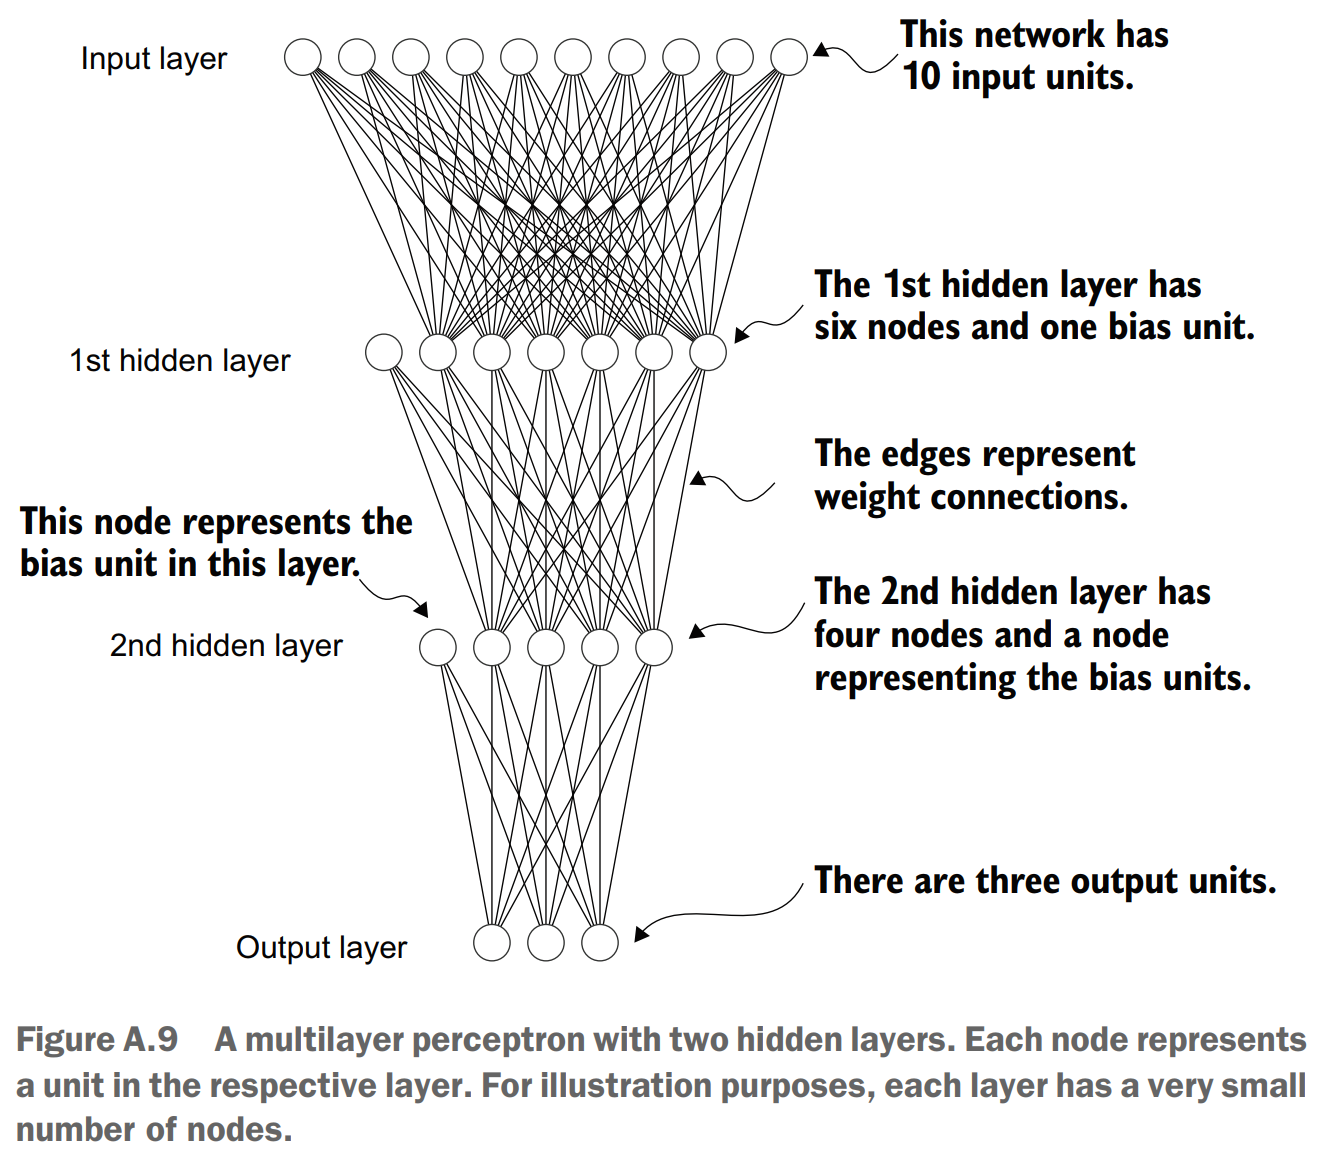 Input layer
This network has
10 input units.
The 1st hidden layer has
six nodes and one bias unit.
1st hidden layer
The edges represent
weight connections.
This node represents the
bias unit in this layer.
The 2nd hidden layer has
four nodes and a node
representing the bias units.
2nd hidden layer
There are three output units.
Output layer
Figure A.9 A multilayer perceptron with two hidden layers. Each node represents
a unit in the respective layer. For illustration purposes, each layer has a very small
number of nodes.